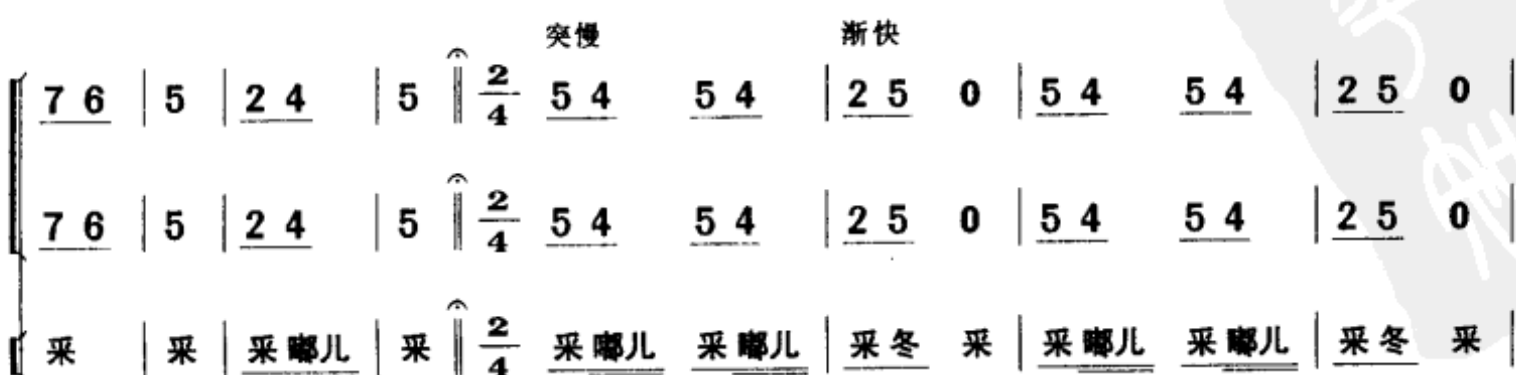 突慢 渐快
7 6 | 5 | 2 4 | 5 ‖ 2/4 5 4 5 4 | 2 5 0 | 5 4 5 4 | 2 5 0 |
7 6 | 5 | 2 4 | 5 ‖ 2/4 5 4 5 4 | 2 5 0 | 5 4 5 4 | 2 5 0 |
采 | 采 | 采 嘟儿 | 采 ‖ 2/4 采 嘟儿 采 嘟儿 | 采 冬 采 | 采 嘟儿 采 嘟儿 | 采 冬 采 |